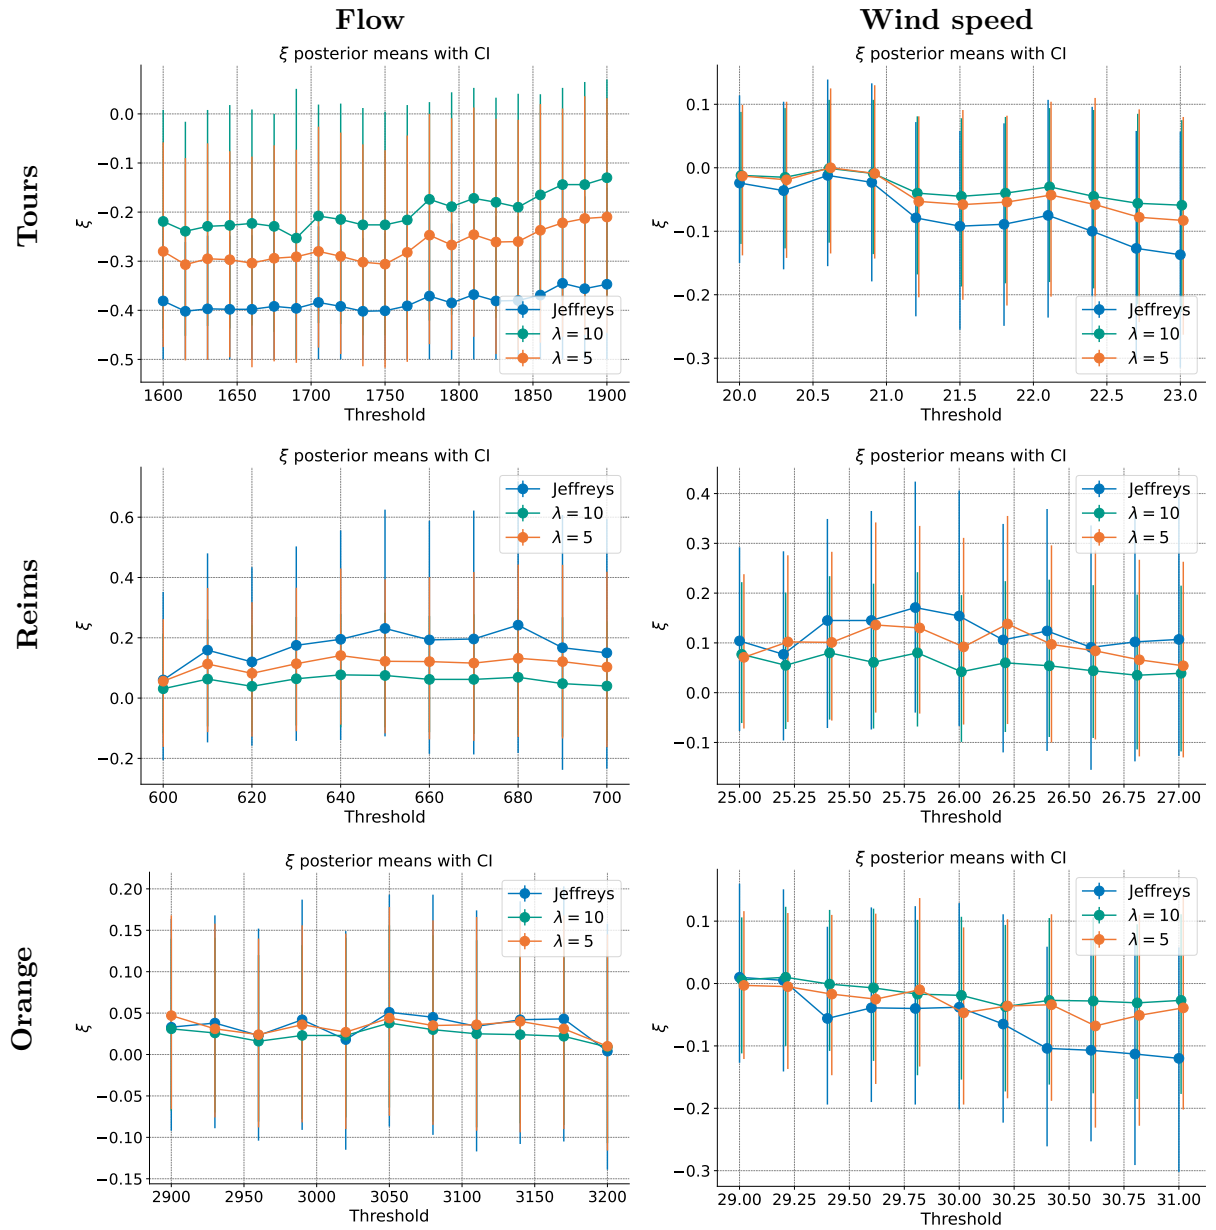 Flow
Wind speed
Tours
ξ posterior means with CI
0.0
−0.1
−0.2
−0.3
−0.4
−0.5
ξ
1600 1650 1700 1750 1800 1850 1900
Threshold
Jeffreys
λ = 10
λ = 5
ξ posterior means with CI
0.1
0.0
−0.1
−0.2
−0.3
ξ
20.0 20.5 21.0 21.5 22.0 22.5 23.0
Threshold
Jeffreys
λ = 10
λ = 5
Reims
ξ posterior means with CI
0.6
0.4
0.2
0.0
−0.2
ξ
600 620 640 660 680 700
Threshold
Jeffreys
λ = 10
λ = 5
ξ posterior means with CI
0.4
0.3
0.2
0.1
0.0
−0.1
ξ
25.00 25.25 25.50 25.75 26.00 26.25 26.50 26.75 27.00
Threshold
Jeffreys
λ = 10
λ = 5
Orange
ξ posterior means with CI
0.20
0.15
0.10
0.05
0.00
−0.05
−0.10
−0.15
ξ
2900 2950 3000 3050 3100 3150 3200
Threshold
Jeffreys
λ = 10
λ = 5
ξ posterior means with CI
0.1
0.0
−0.1
−0.2
−0.3
ξ
29.00 29.25 29.50 29.75 30.00 30.25 30.50 30.75 31.00
Threshold
Jeffreys
λ = 10
λ = 5